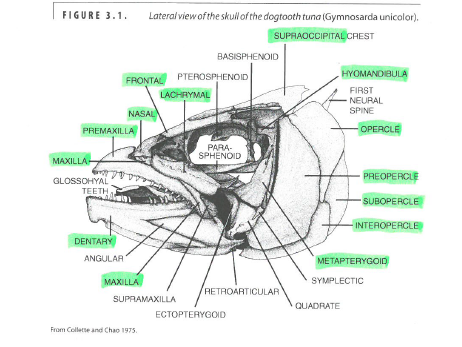 FIGURE 3.1. Lateral view of the skull of the dogtooth tuna (Gymnosarda unicolor).
SUPRAOCCIPITAL CREST
BASISPHENOID
PTEROSPHENOID
HYOMANDIBULA
FRONTAL
LACHRYMAL
FIRST
NEURAL
SPINE
NASAL
PREMAXILLA
OPERCLE
PARA-
SPHENOID
MAXILLA
GLOSSOHYAL
TEETH
PREOPERCLE
SUBOPERCLE
INTEROPERCLE
DENTARY
ANGULAR
METAPTERYGOID
MAXILLA
SYMPLECTIC
RETROARTICULAR
SUPRAMAXILLA
QUADRATE
ECTOPTERYGOID
From Collette and Chao 1975.